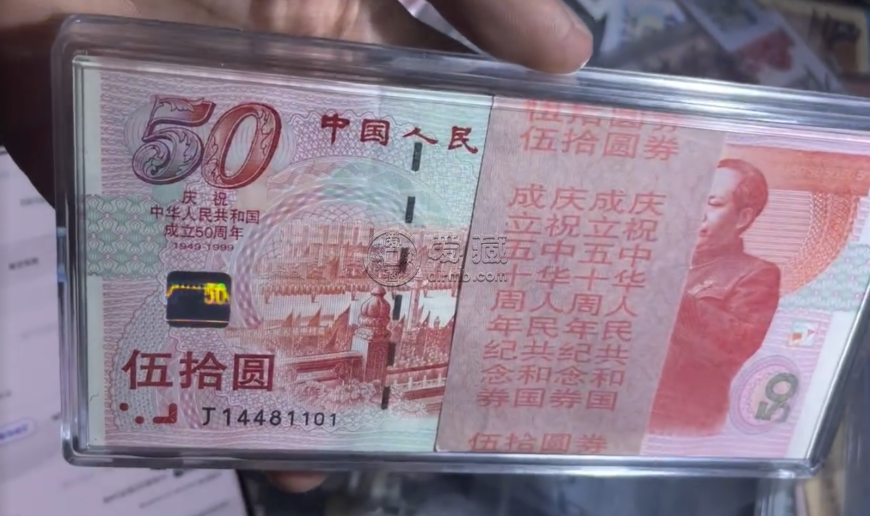 50
中国人民
庆祝
中华人民共和国
成立50周年
1949-1999
50
伍拾圆
J14481101
伍拾圆券
伍拾圆券
庆祝中华人民共和国
成立五十周年纪念券
庆祝中华人民共和国
成立五十周年纪念券
伍拾圆券
50